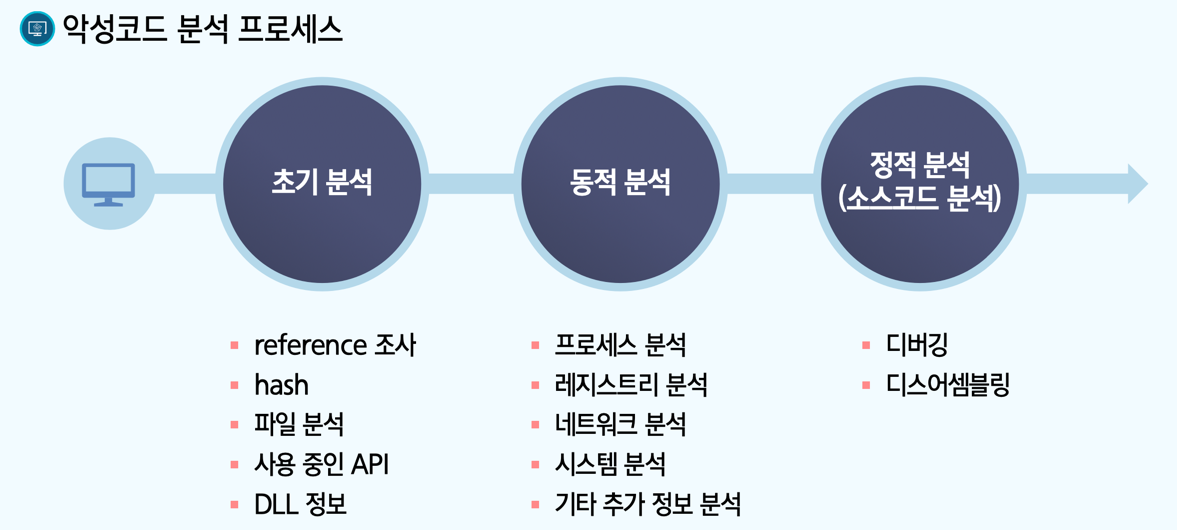 악성코드 분석 프로세스
초기 분석
동적 분석
정적 분석
(소스코드 분석)
reference 조사
hash
파일 분석
사용 중인 API
DLL 정보
프로세스 분석
레지스트리 분석
네트워크 분석
시스템 분석
기타 추가 정보 분석
디버깅
디스어셈블링